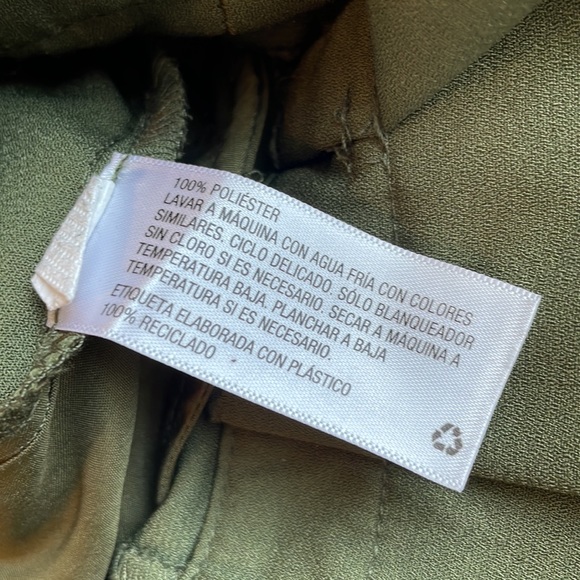 100% POLIÉSTER
LAVAR A MÁQUINA CON AGUA FRÍA CON COLORES
SIMILARES. CICLO DELICADO. SÓLO BLANQUEADOR
SIN CLORO SI ES NECESARIO. SECAR A MÁQUINA A
TEMPERATURA BAJA. PLANCHAR A BAJA
TEMPERATURA SI ES NECESARIO.
ETIQUETA ELABORADA CON PLÁSTICO
100% RECICLADO